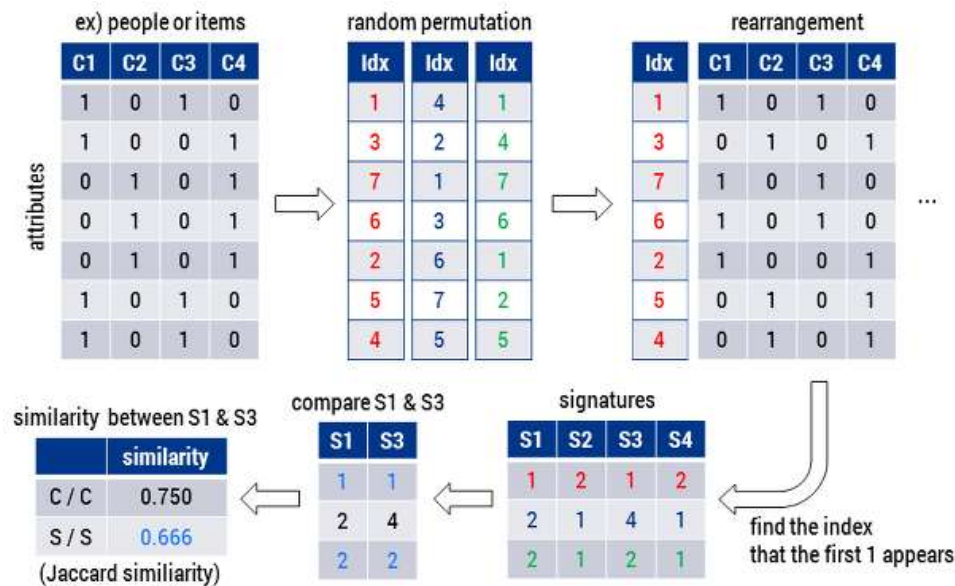 ex) people or items
C1 C2 C3 C4
1 0 1 0
1 0 0 1
0 1 0 1
0 1 0 1
0 1 0 1
1 0 1 0
1 0 1 0
attributes
random permutation
Idx Idx Idx
1 4 1
3 2 4
7 1 7
6 3 6
2 6 1
5 7 2
4 5 5
rearrangement
Idx C1 C2 C3 C4
1 1 0 1 0
3 0 1 0 1
7 1 0 1 0
6 1 0 1 0
2 1 0 0 1
5 0 1 0 1
4 0 1 0 1
...
find the index
that the first 1 appears
signatures
S1 S2 S3 S4
1 2 1 2
2 1 4 1
2 1 2 1
compare S1 & S3
S1 S3
1 1
2 4
2 2
similarity between S1 & S3
similarity
C / C 0.750
S / S 0.666
(Jaccard similiarity)